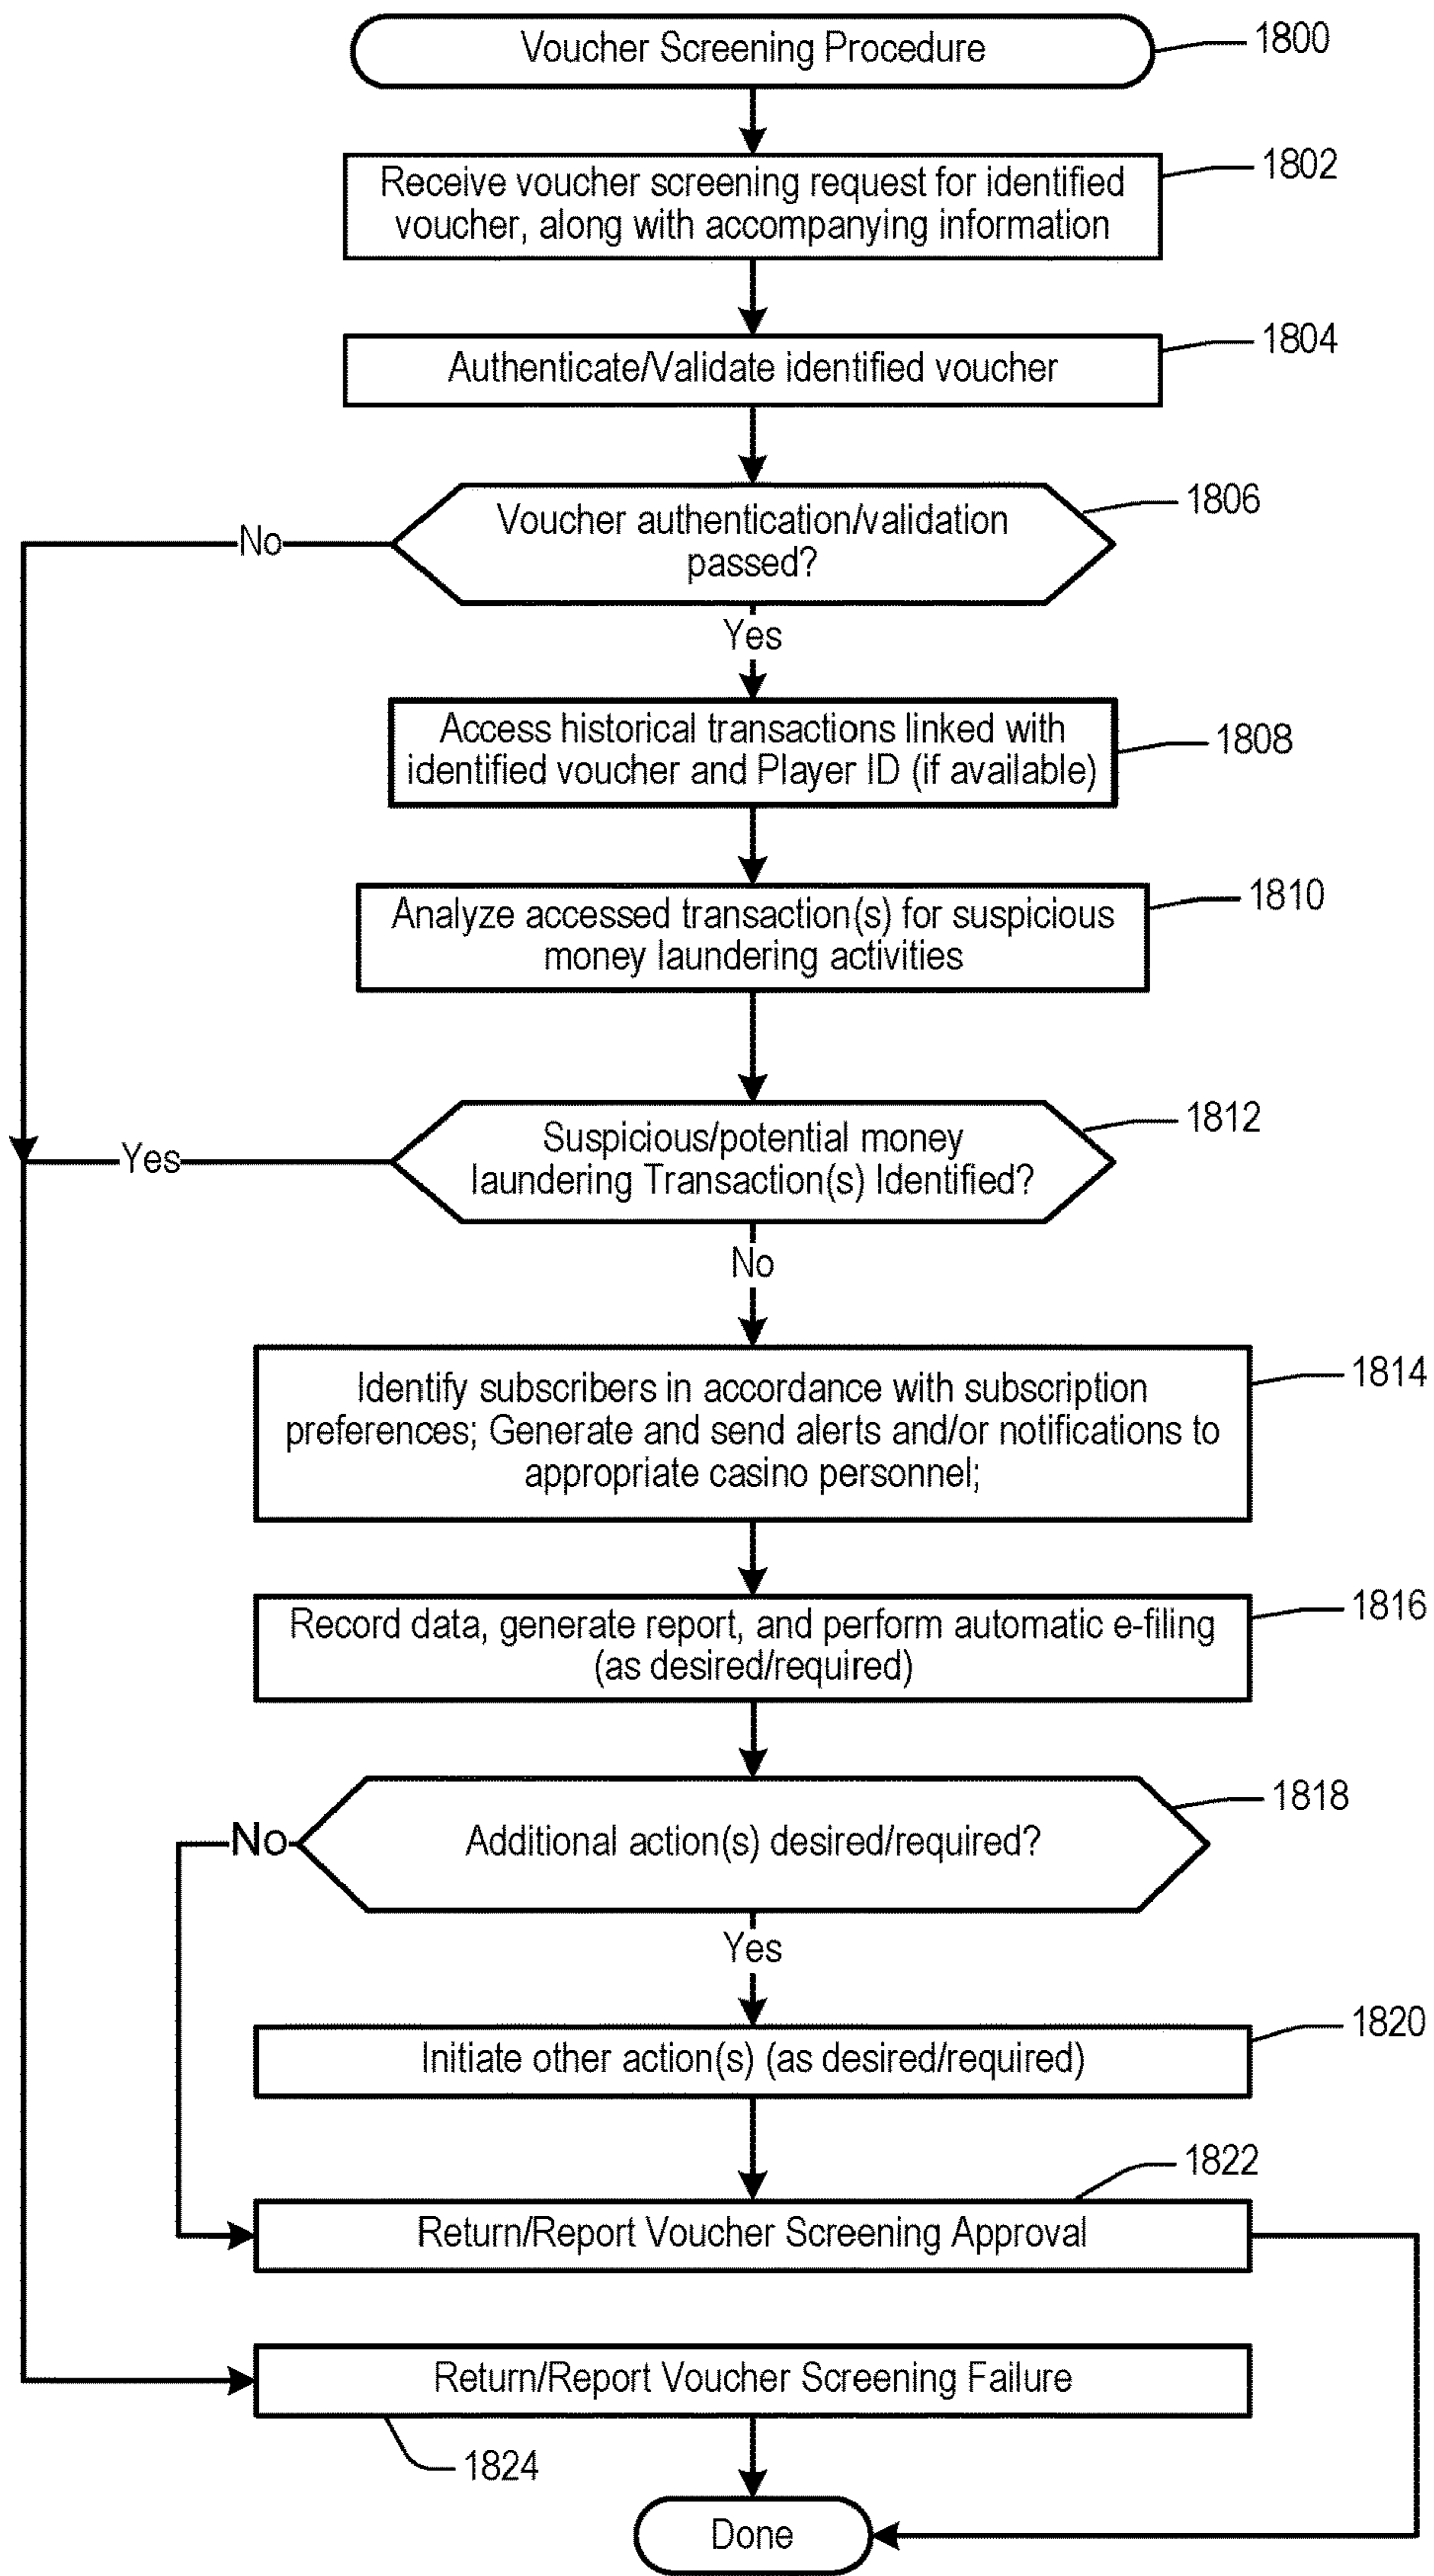 Voucher Screening Procedure
1800
Receive voucher screening request for identified
voucher, along with accompanying information
1802
Authenticate/Validate identified voucher
1804
Voucher authentication/validation
passed?
1806
No
Yes
Access historical transactions linked with
identified voucher and Player ID (if available)
1808
Analyze accessed transaction(s) for suspicious
money laundering activities
1810
Suspicious/potential money
laundering Transaction(s) Identified?
1812
Yes
No
Identify subscribers in accordance with subscription
preferences; Generate and send alerts and/or notifications to
appropriate casino personnel;
1814
Record data, generate report, and perform automatic e-filing
(as desired/required)
1816
Additional action(s) desired/required?
1818
No
Yes
Initiate other action(s) (as desired/required)
1820
1822
Return/Report Voucher Screening Approval
Return/Report Voucher Screening Failure
1824
Done